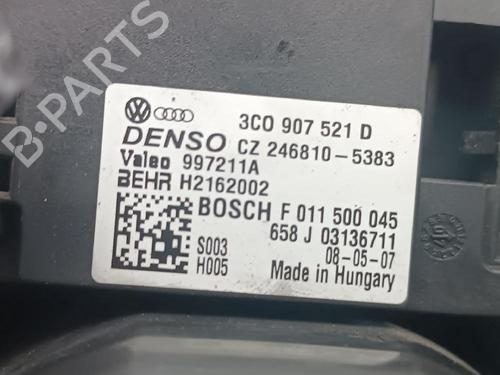 3C0 907 521 D
DENSO CZ 246810-5383
Valeo 997211A
BEHR H2162002
BOSCH F 011 500 045
658 J 03136711
S003 08-05-07
H005 Made in Hungary
B-PARTS